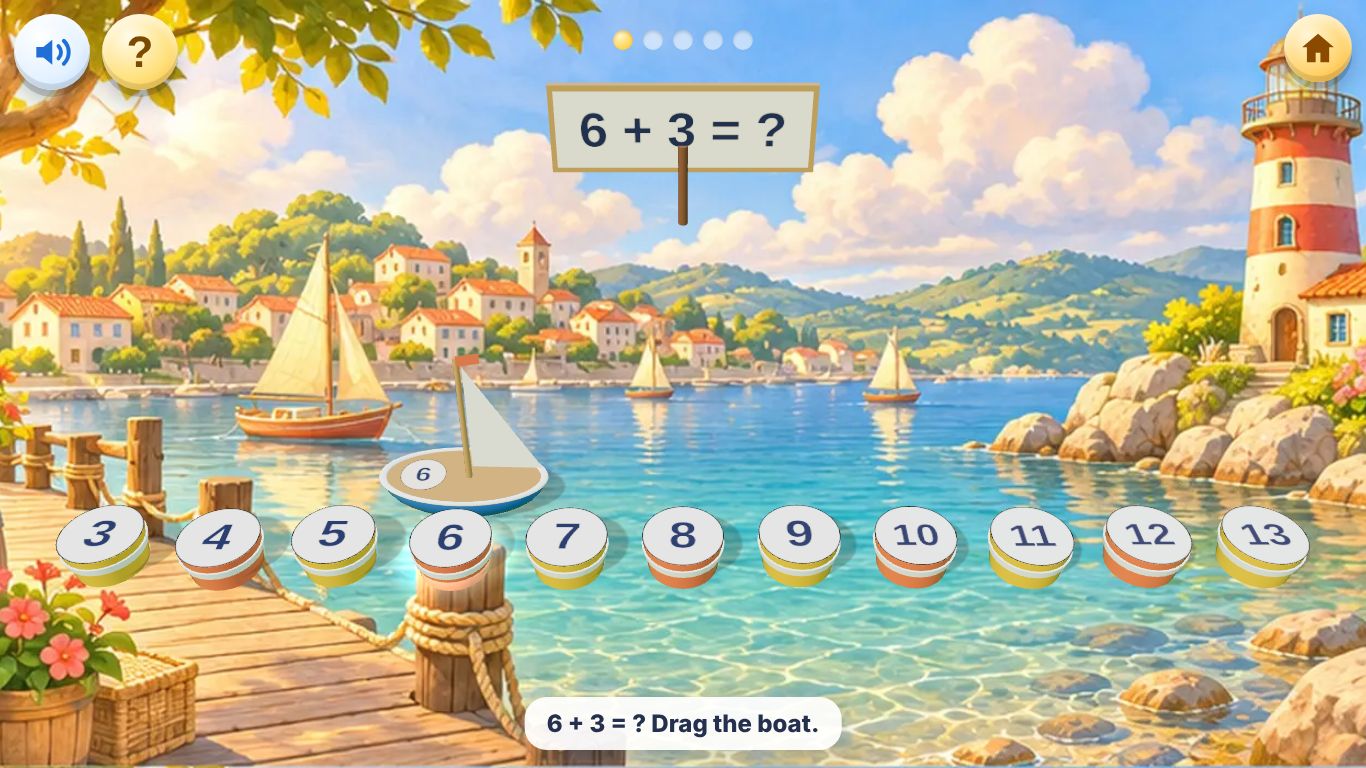 ?
6 + 3 = ?
6
3 4 5 6 7 8 9 10 11 12 13
6 + 3 = ? Drag the boat.